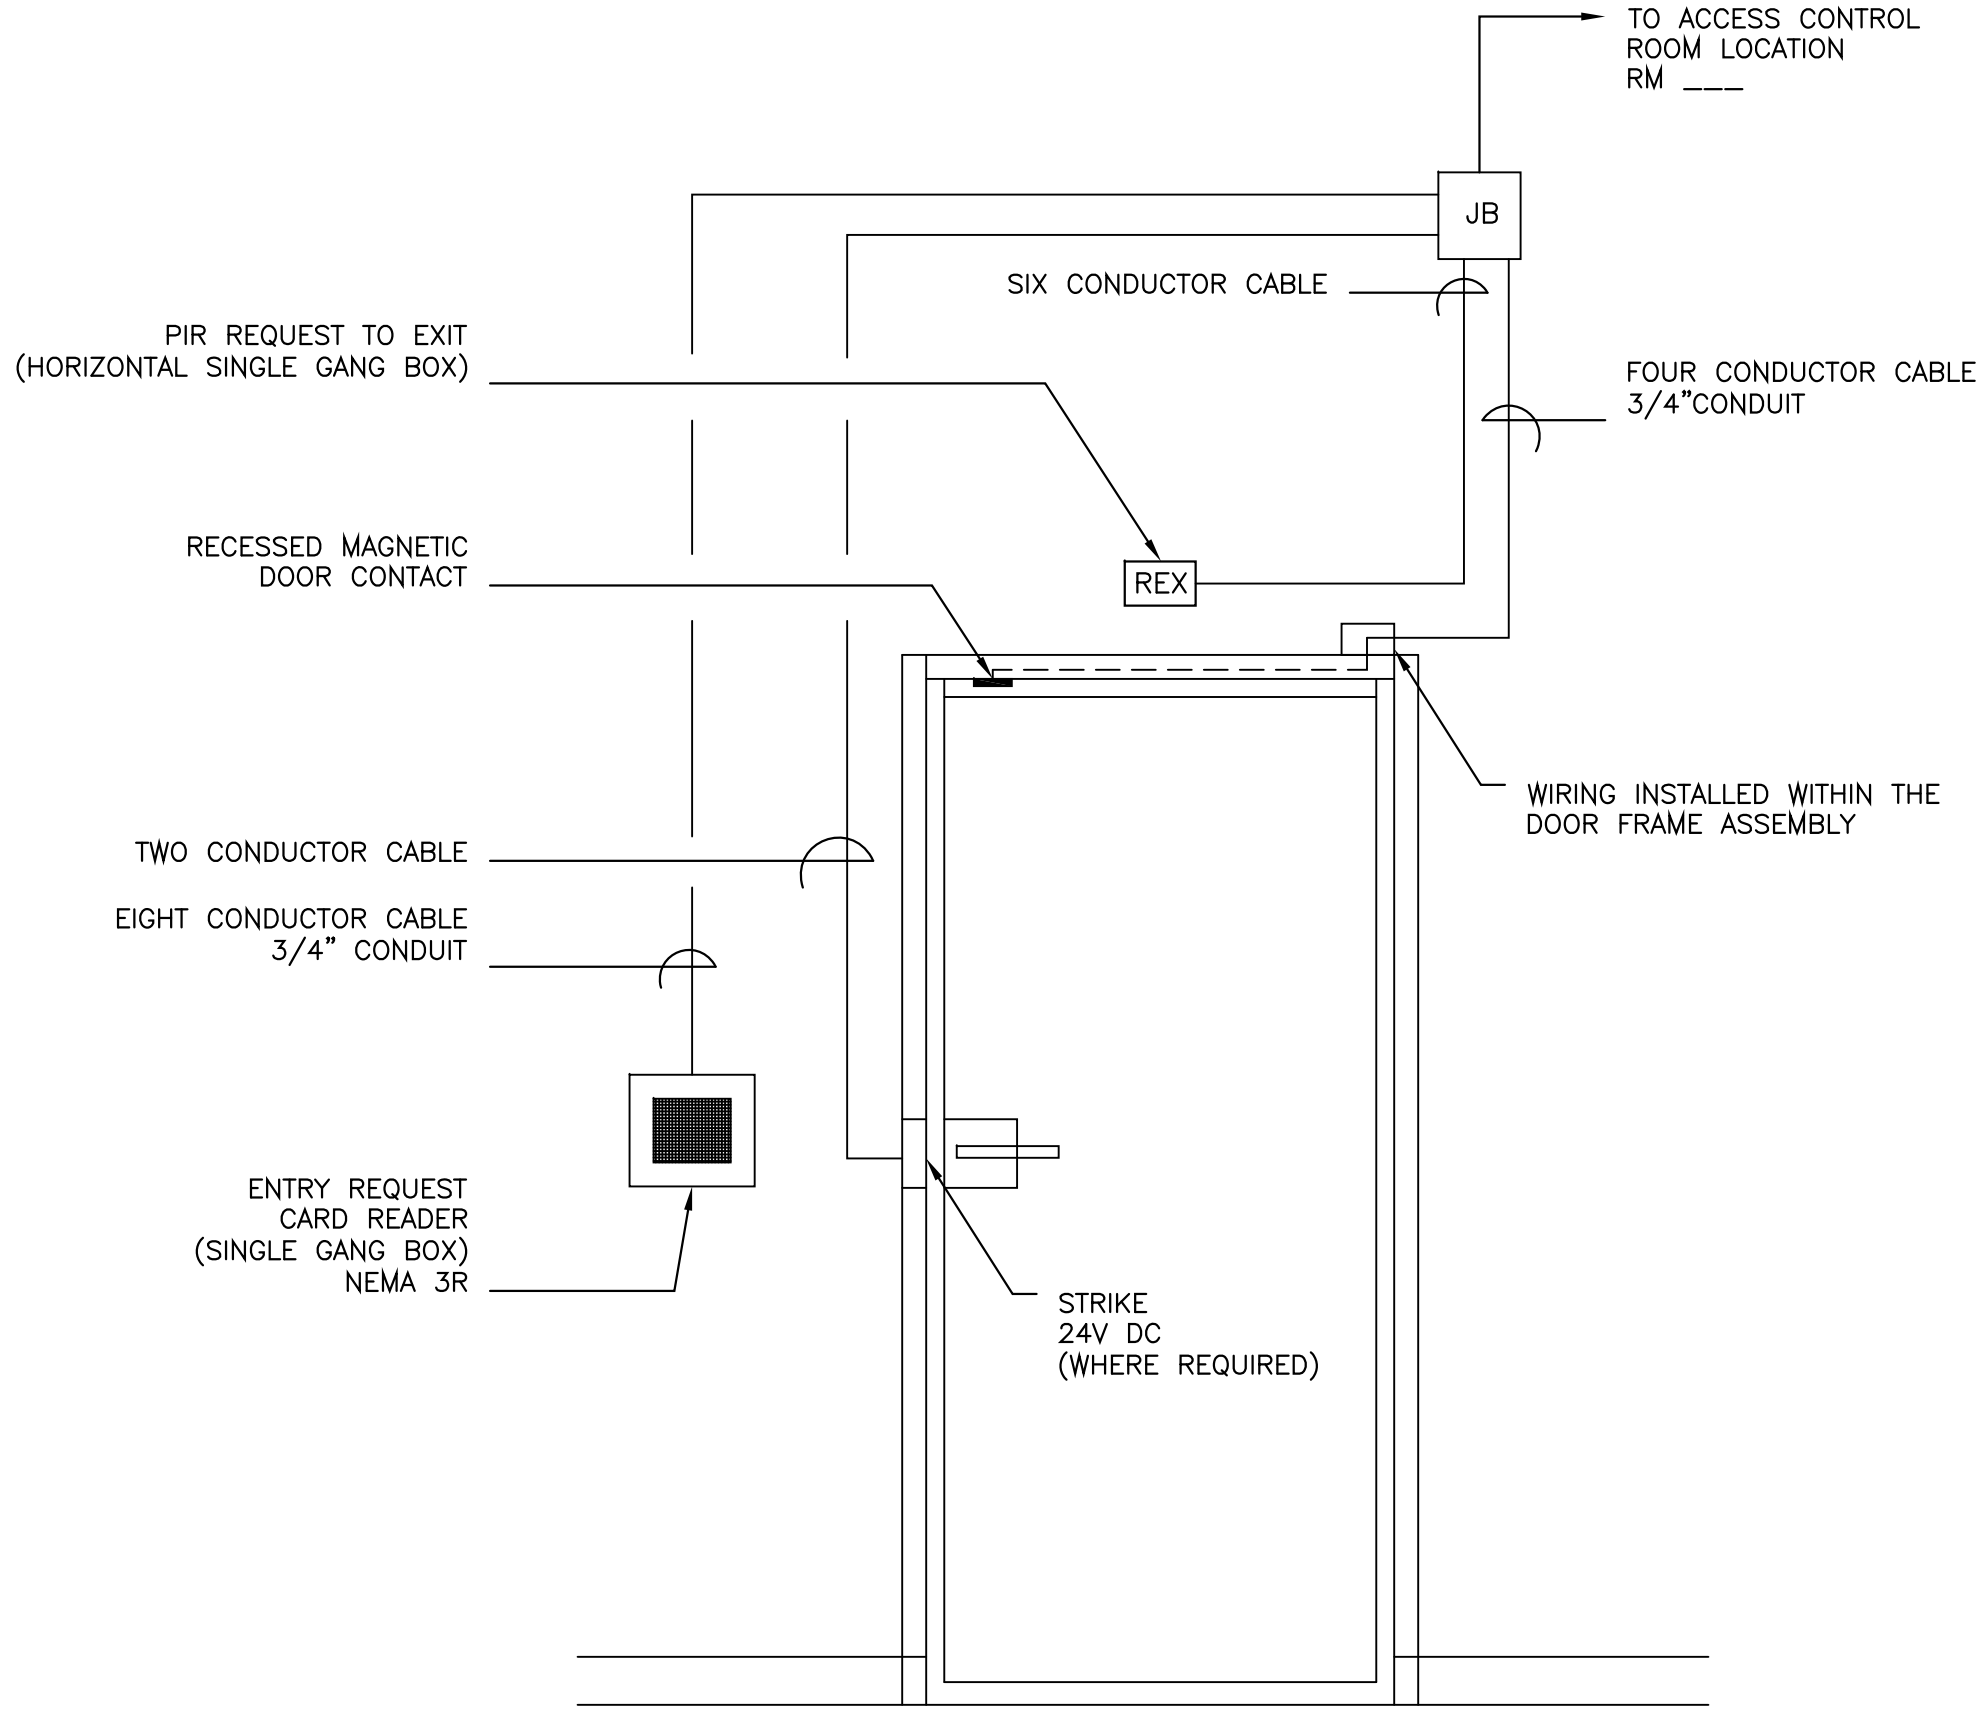 TO ACCESS CONTROL
ROOM LOCATION
RM ___
JB
SIX CONDUCTOR CABLE
PIR REQUEST TO EXIT
(HORIZONTAL SINGLE GANG BOX)
FOUR CONDUCTOR CABLE
3/4"CONDUIT
RECESSED MAGNETIC
DOOR CONTACT
REX
WIRING INSTALLED WITHIN THE
DOOR FRAME ASSEMBLY
TWO CONDUCTOR CABLE
EIGHT CONDUCTOR CABLE
3/4" CONDUIT
ENTRY REQUEST
CARD READER
(SINGLE GANG BOX)
NEMA 3R
STRIKE
24V DC
(WHERE REQUIRED)